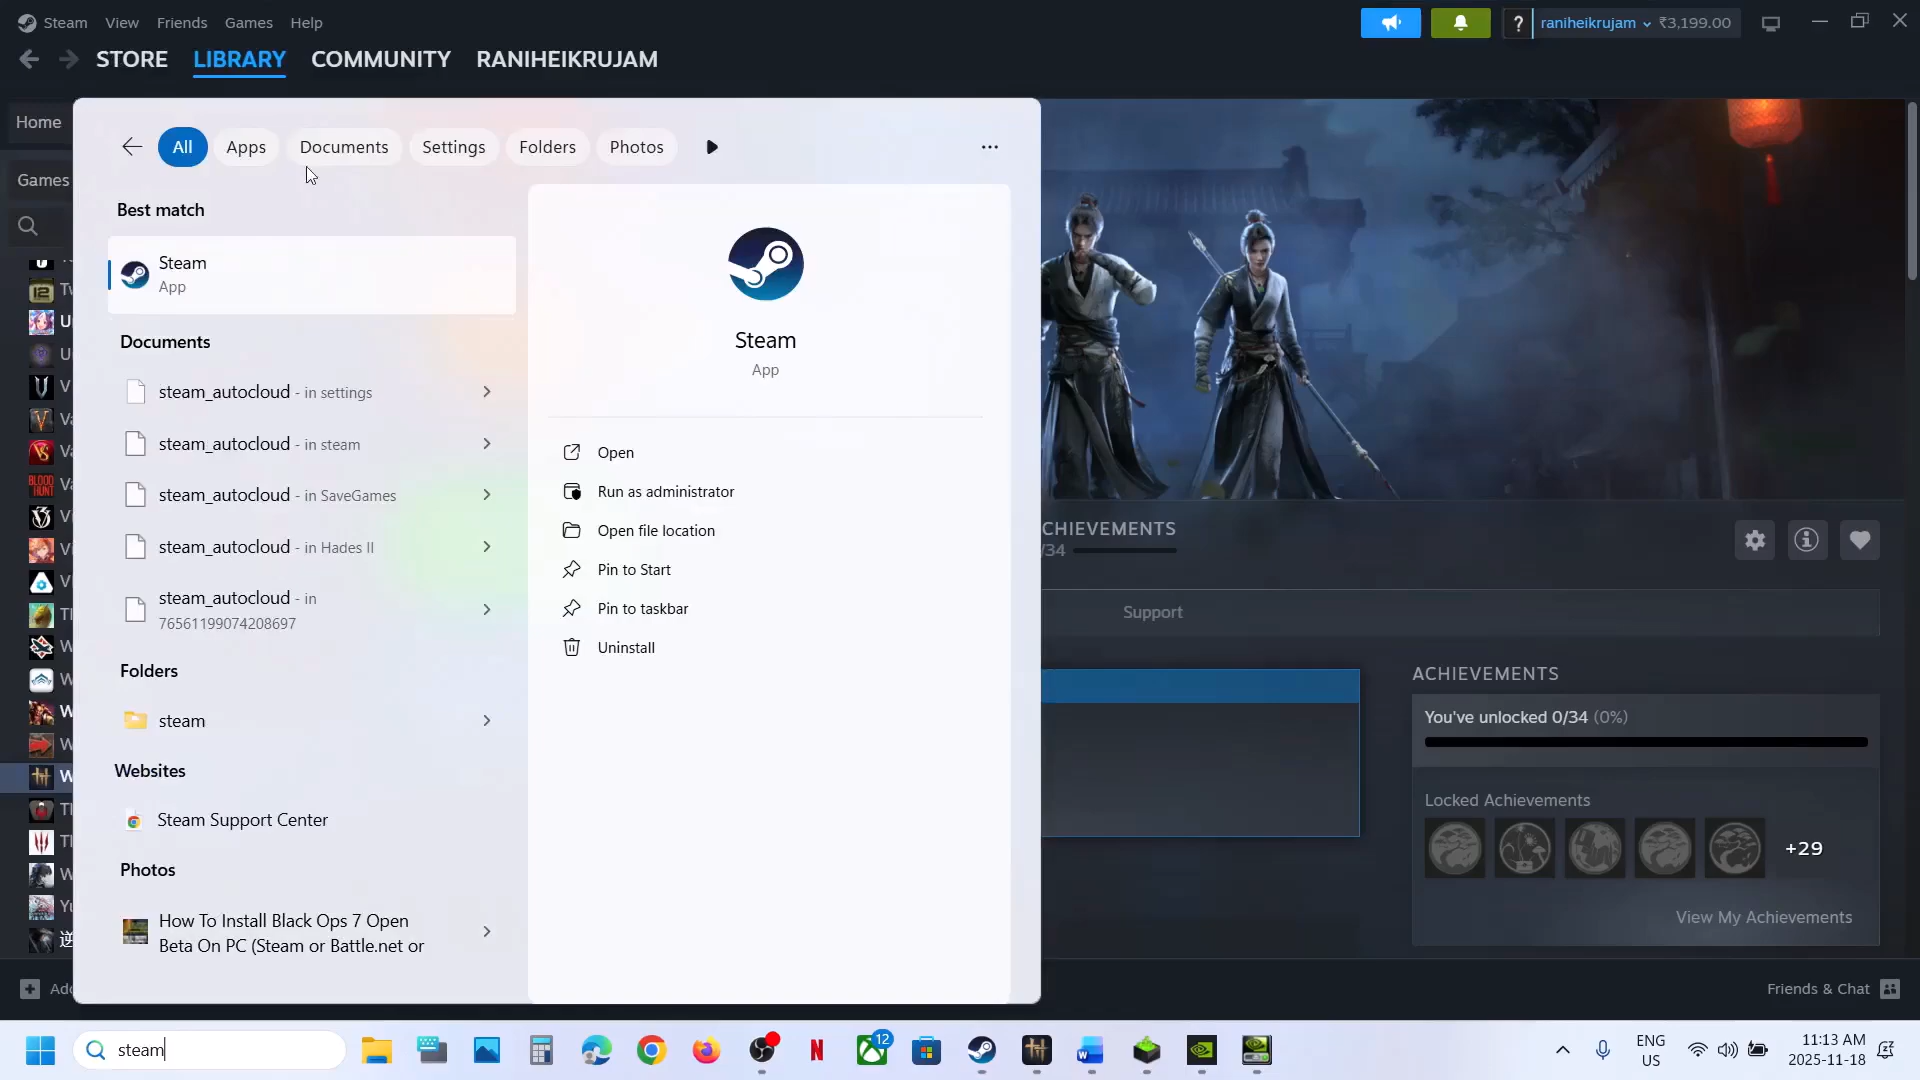 Steam View Friends Games Help
raniheikrujam ₹3,199.00
STORE LIBRARY COMMUNITY RANIHEIKRUJAM
Home
Games
All Apps Documents Settings Folders Photos
Best match
Steam
App
Documents
steam_autocloud - in settings
steam_autocloud - in steam
steam_autocloud - in SaveGames
steam_autocloud - in Hades II
steam_autocloud - in
76561199074208697
Folders
steam
Websites
Steam Support Center
Photos
How To Install Black Ops 7 Open
Beta On PC (Steam or Battle.net or
Steam
App
Open
Run as administrator
Open file location
Pin to Start
Pin to taskbar
Uninstall
CHIEVEMENTS
/34
Support
ACHIEVEMENTS
You've unlocked 0/34 (0%)
Locked Achievements
+29
View My Achievements
Friends & Chat
steam
12
ENG
US
11:13 AM
2025-11-18